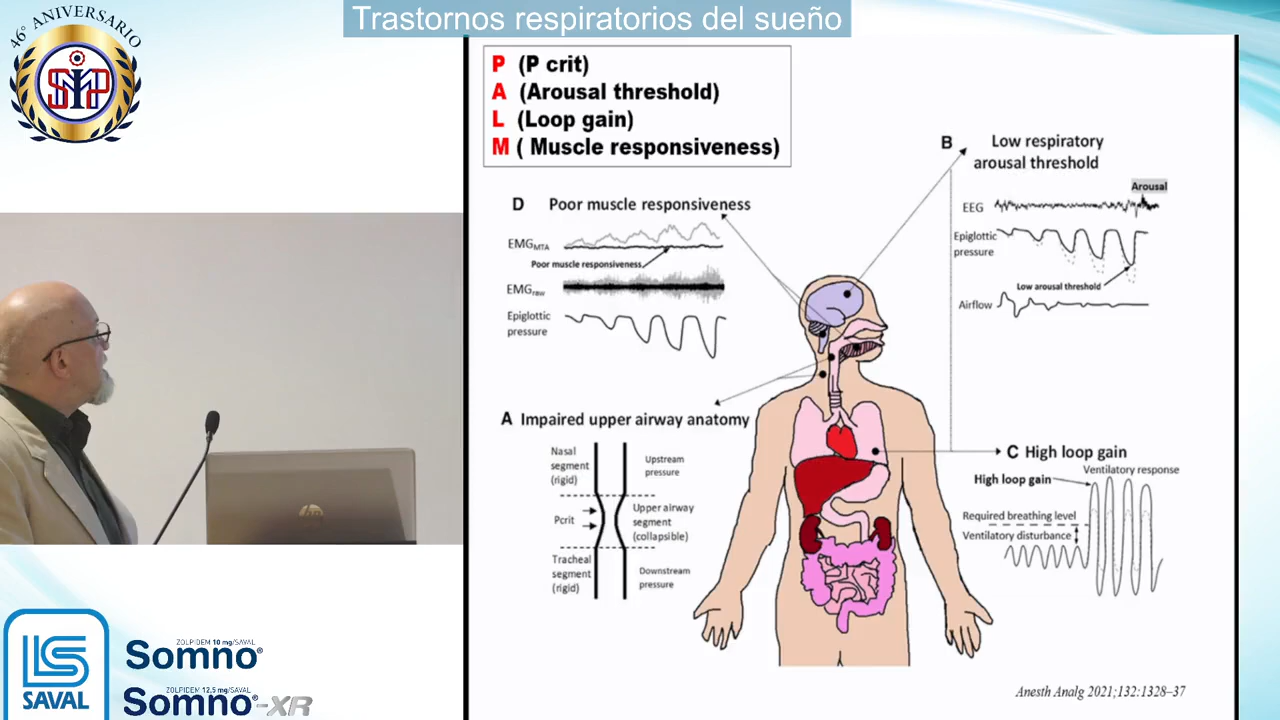 Trastornos respiratorios del sueño
46° ANIVERSARIO
P (P crit)
A (Arousal threshold)
L (Loop gain)
M ( Muscle responsiveness)
B Low respiratory
arousal threshold
Arousal
EEG
Epiglottic
pressure
Low arousal threshold
Airflow
D Poor muscle responsiveness
EMGMTA
Poor muscle responsiveness
EMGraw
Epiglottic
pressure
A Impaired upper airway anatomy
Nasal
segment
(rigid)
Upstream
pressure
Pcrit
Upper airway
segment
(collapsible)
Tracheal
segment
(rigid)
Downstream
pressure
C High loop gain
Ventilatory response
High loop gain
Required breathing level
Ventilatory disturbance
Anesth Analg 2021;132:1328–37
hp
LS
SAVAL
ZOLPIDEM 10 mg/SAVAL
Somno®
ZOLPIDEM 12,5 mg/SAVAL
Somno®-XR